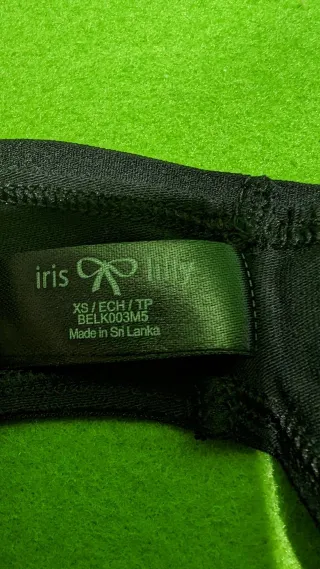 iris lilly
XS / ECH / TP
BELK003M5
Made in Sri Lanka